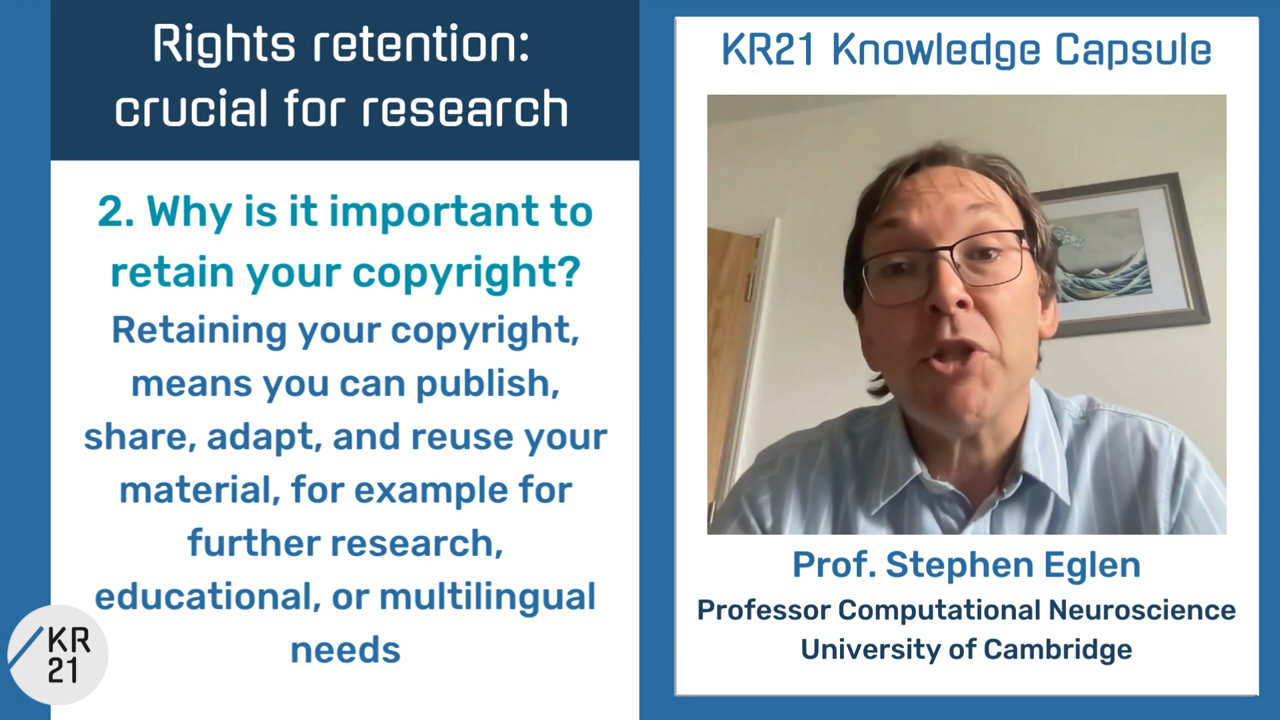 Rights retention:
crucial for research
2. Why is it important to
retain your copyright?
Retaining your copyright,
means you can publish,
share, adapt, and reuse your
material, for example for
further research,
educational, or multilingual
needs
KR
21
KR21 Knowledge Capsule
Prof. Stephen Eglen
Professor Computational Neuroscience
University of Cambridge